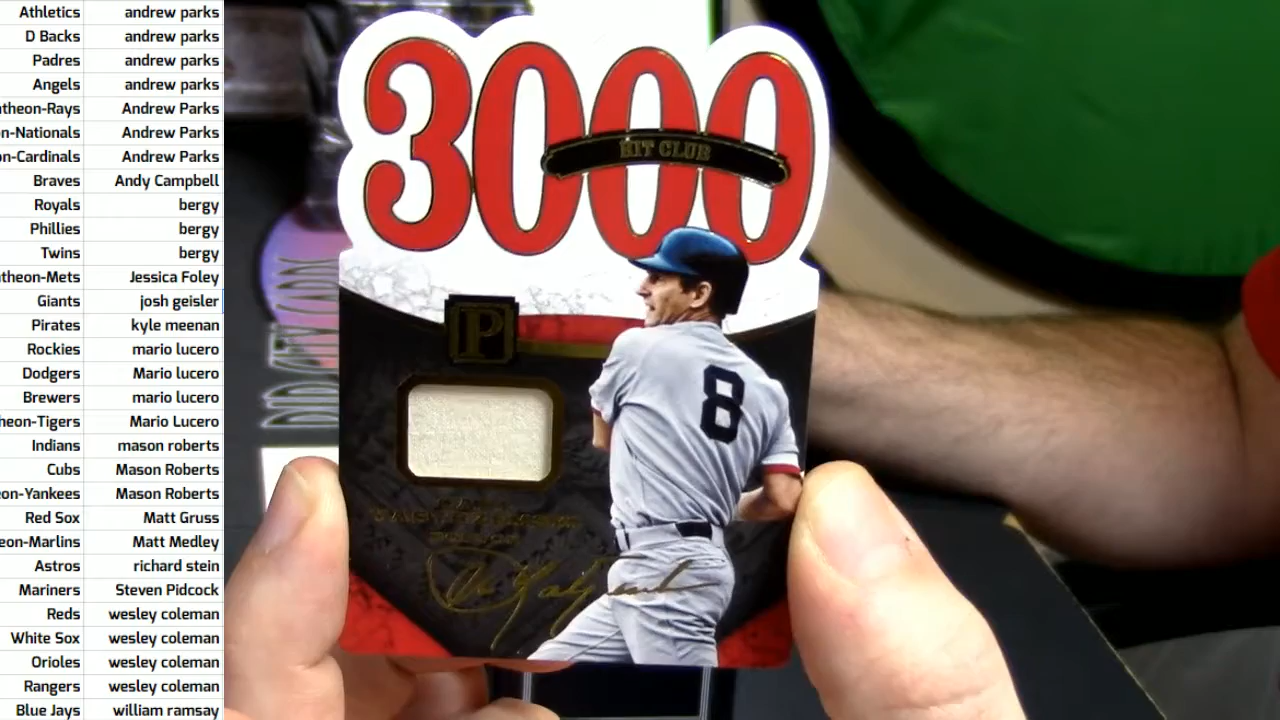 Athletics andrew parks
D Backs andrew parks
Padres andrew parks
Angels andrew parks
theon-Rays Andrew Parks
n-Nationals Andrew Parks
on-Cardinals Andrew Parks
Braves Andy Campbell
Royals bergy
Phillies bergy
Twins bergy
theon-Mets Jessica Foley
Giants josh geisler
Pirates kyle meenan
Rockies mario lucero
Dodgers Mario lucero
Brewers mario lucero
heon-Tigers Mario Lucero
Indians mason roberts
Cubs Mason Roberts
on-Yankees Mason Roberts
Red Sox Matt Gruss
eon-Marlins Matt Medley
Astros richard stein
Mariners Steven Pidcock
Reds wesley coleman
White Sox wesley coleman
Orioles wesley coleman
Rangers wesley coleman
Blue Jays william ramsay
3000
HIT CLUB
P
8